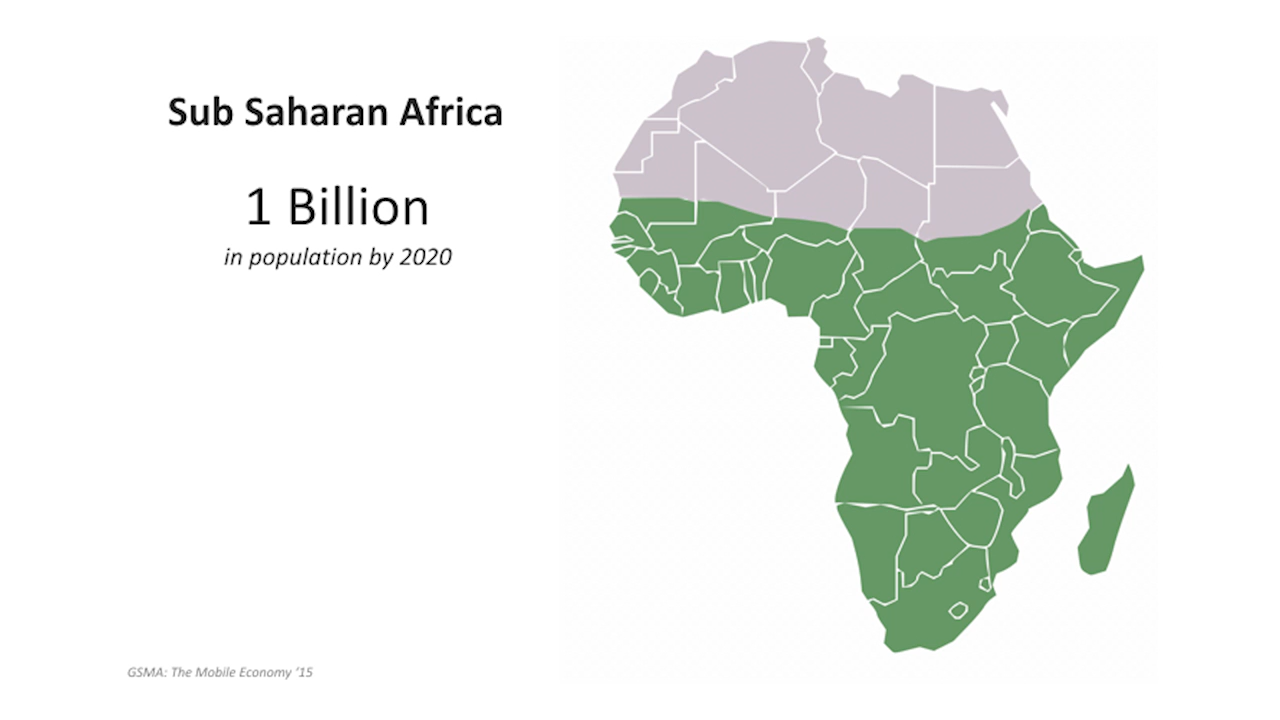 Sub Saharan Africa
1 Billion
in population by 2020
GSMA: The Mobile Economy ’15